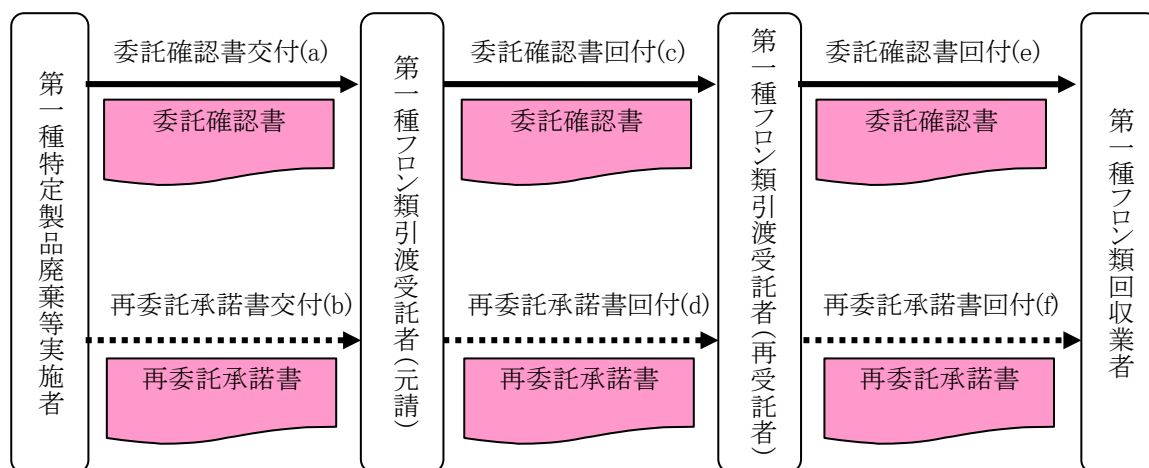 第一種特定製品廃棄等実施者
委託確認書交付(a)
委託確認書
再委託承諾書交付(b)
再委託承諾書
第一種フロン類引渡受託者(元請)
委託確認書回付(c)
委託確認書
再委託承諾書回付(d)
再委託承諾書
第一種フロン類引渡受託者(再受託者)
委託確認書回付(e)
委託確認書
再委託承諾書回付(f)
再委託承諾書
第一種フロン類回収業者